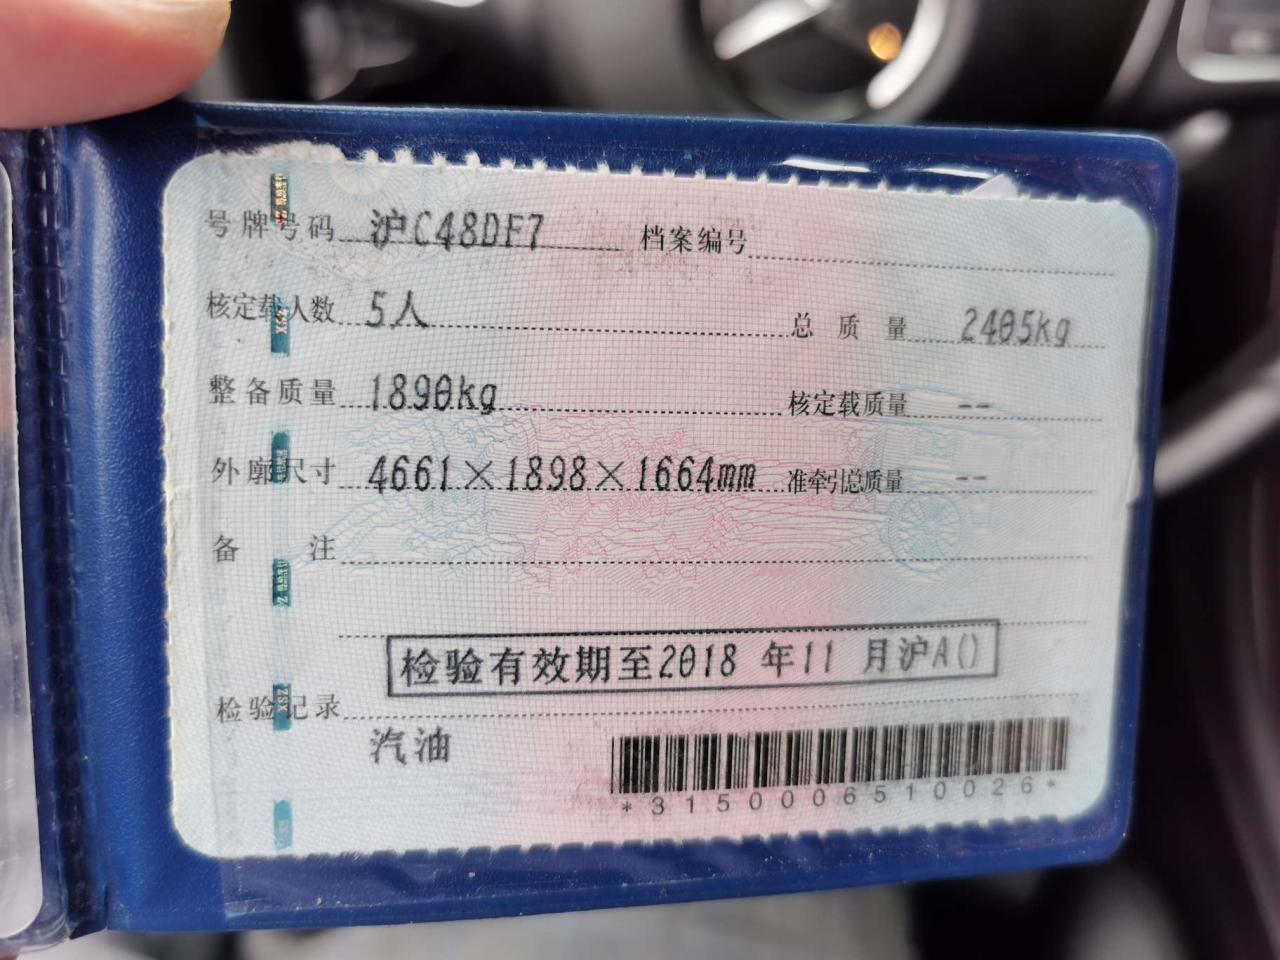 号牌号码 沪C48DF7 档案编号
核定载人数 5人 总质量 2405kg
整备质量 1890kg 核定载质量 --
外廓尺寸 4661×1898×1664mm 准牵引总质量 --
备注
检验有效期至2018 年11 月沪A()
检验记录
汽油
*3150006510026*